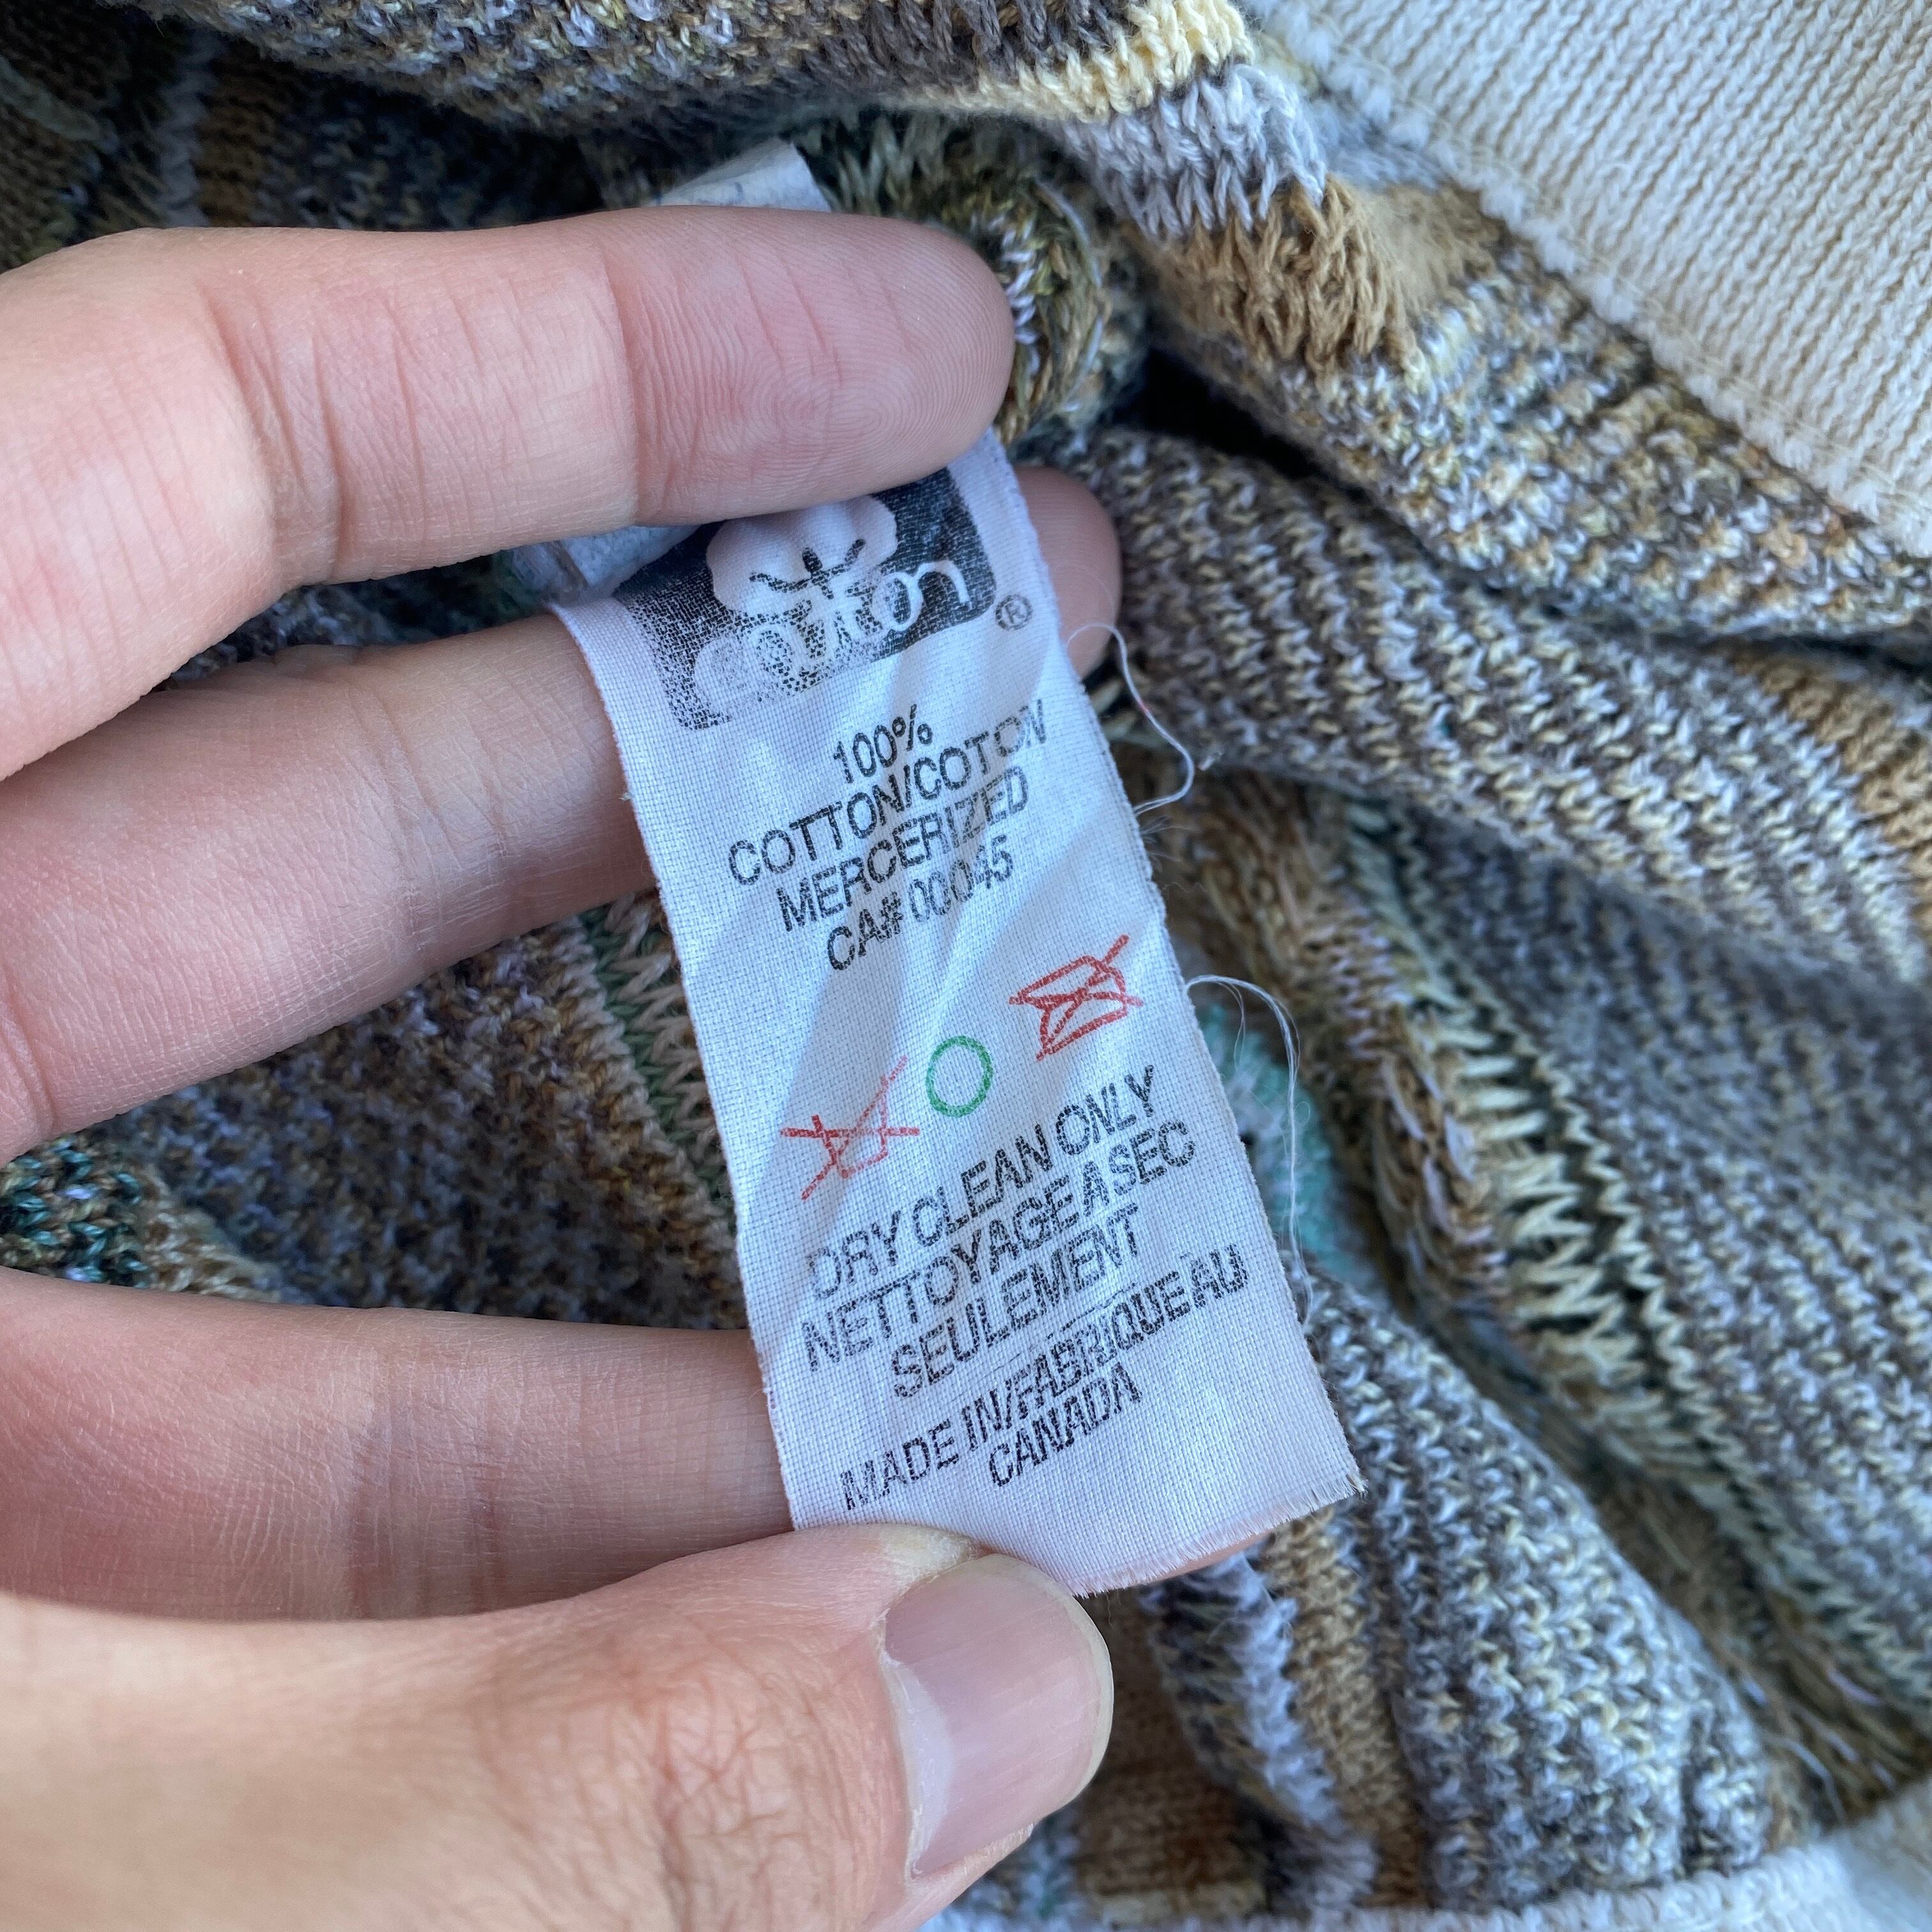 cotton ®
100%
COTTON/COTON
MERCERIZED
CA# 00045
DRY CLEAN ONLY
NETTOYAGE A SEC
SEULEMENT
MADE IN/FABRIQUE AU
CANADA